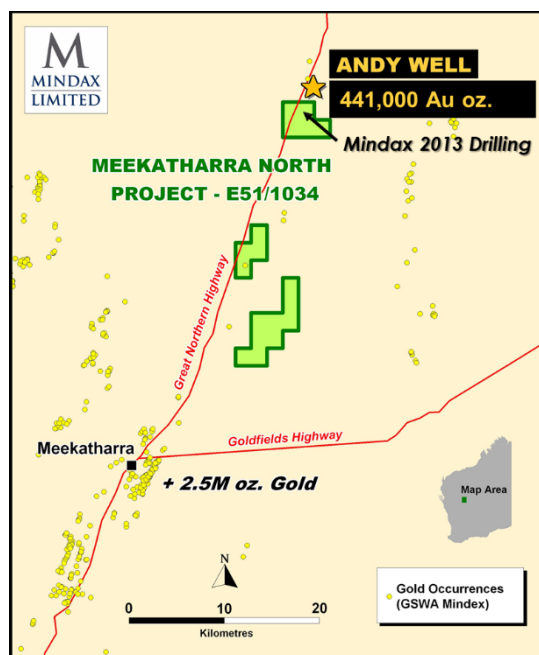 M
MINDAX
LIMITED
ANDY WELL
441,000 Au oz.
Mindax 2013 Drilling
MEEKATHARRA NORTH
PROJECT - E51/1034
Great Northern Highway
Goldfields Highway
Meekatharra
+ 2.5M oz. Gold
Map Area
N
0 10 20
Kilometres
Gold Occurrences
(GSWA Mindex)